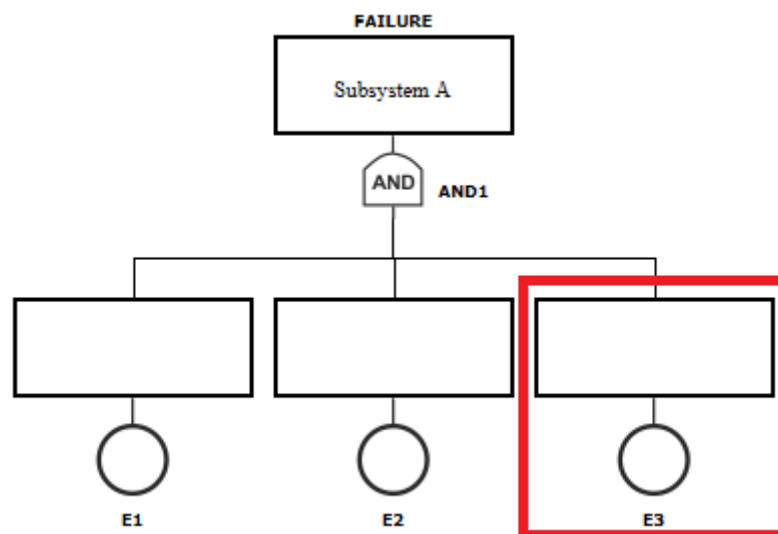 FAILURE
Subsystem A
AND
AND1
E1
E2
E3